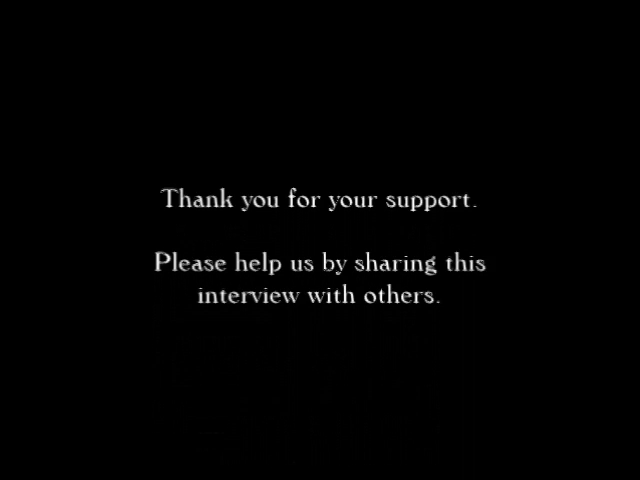 Thank you for your support.
Please help us by sharing this
interview with others.